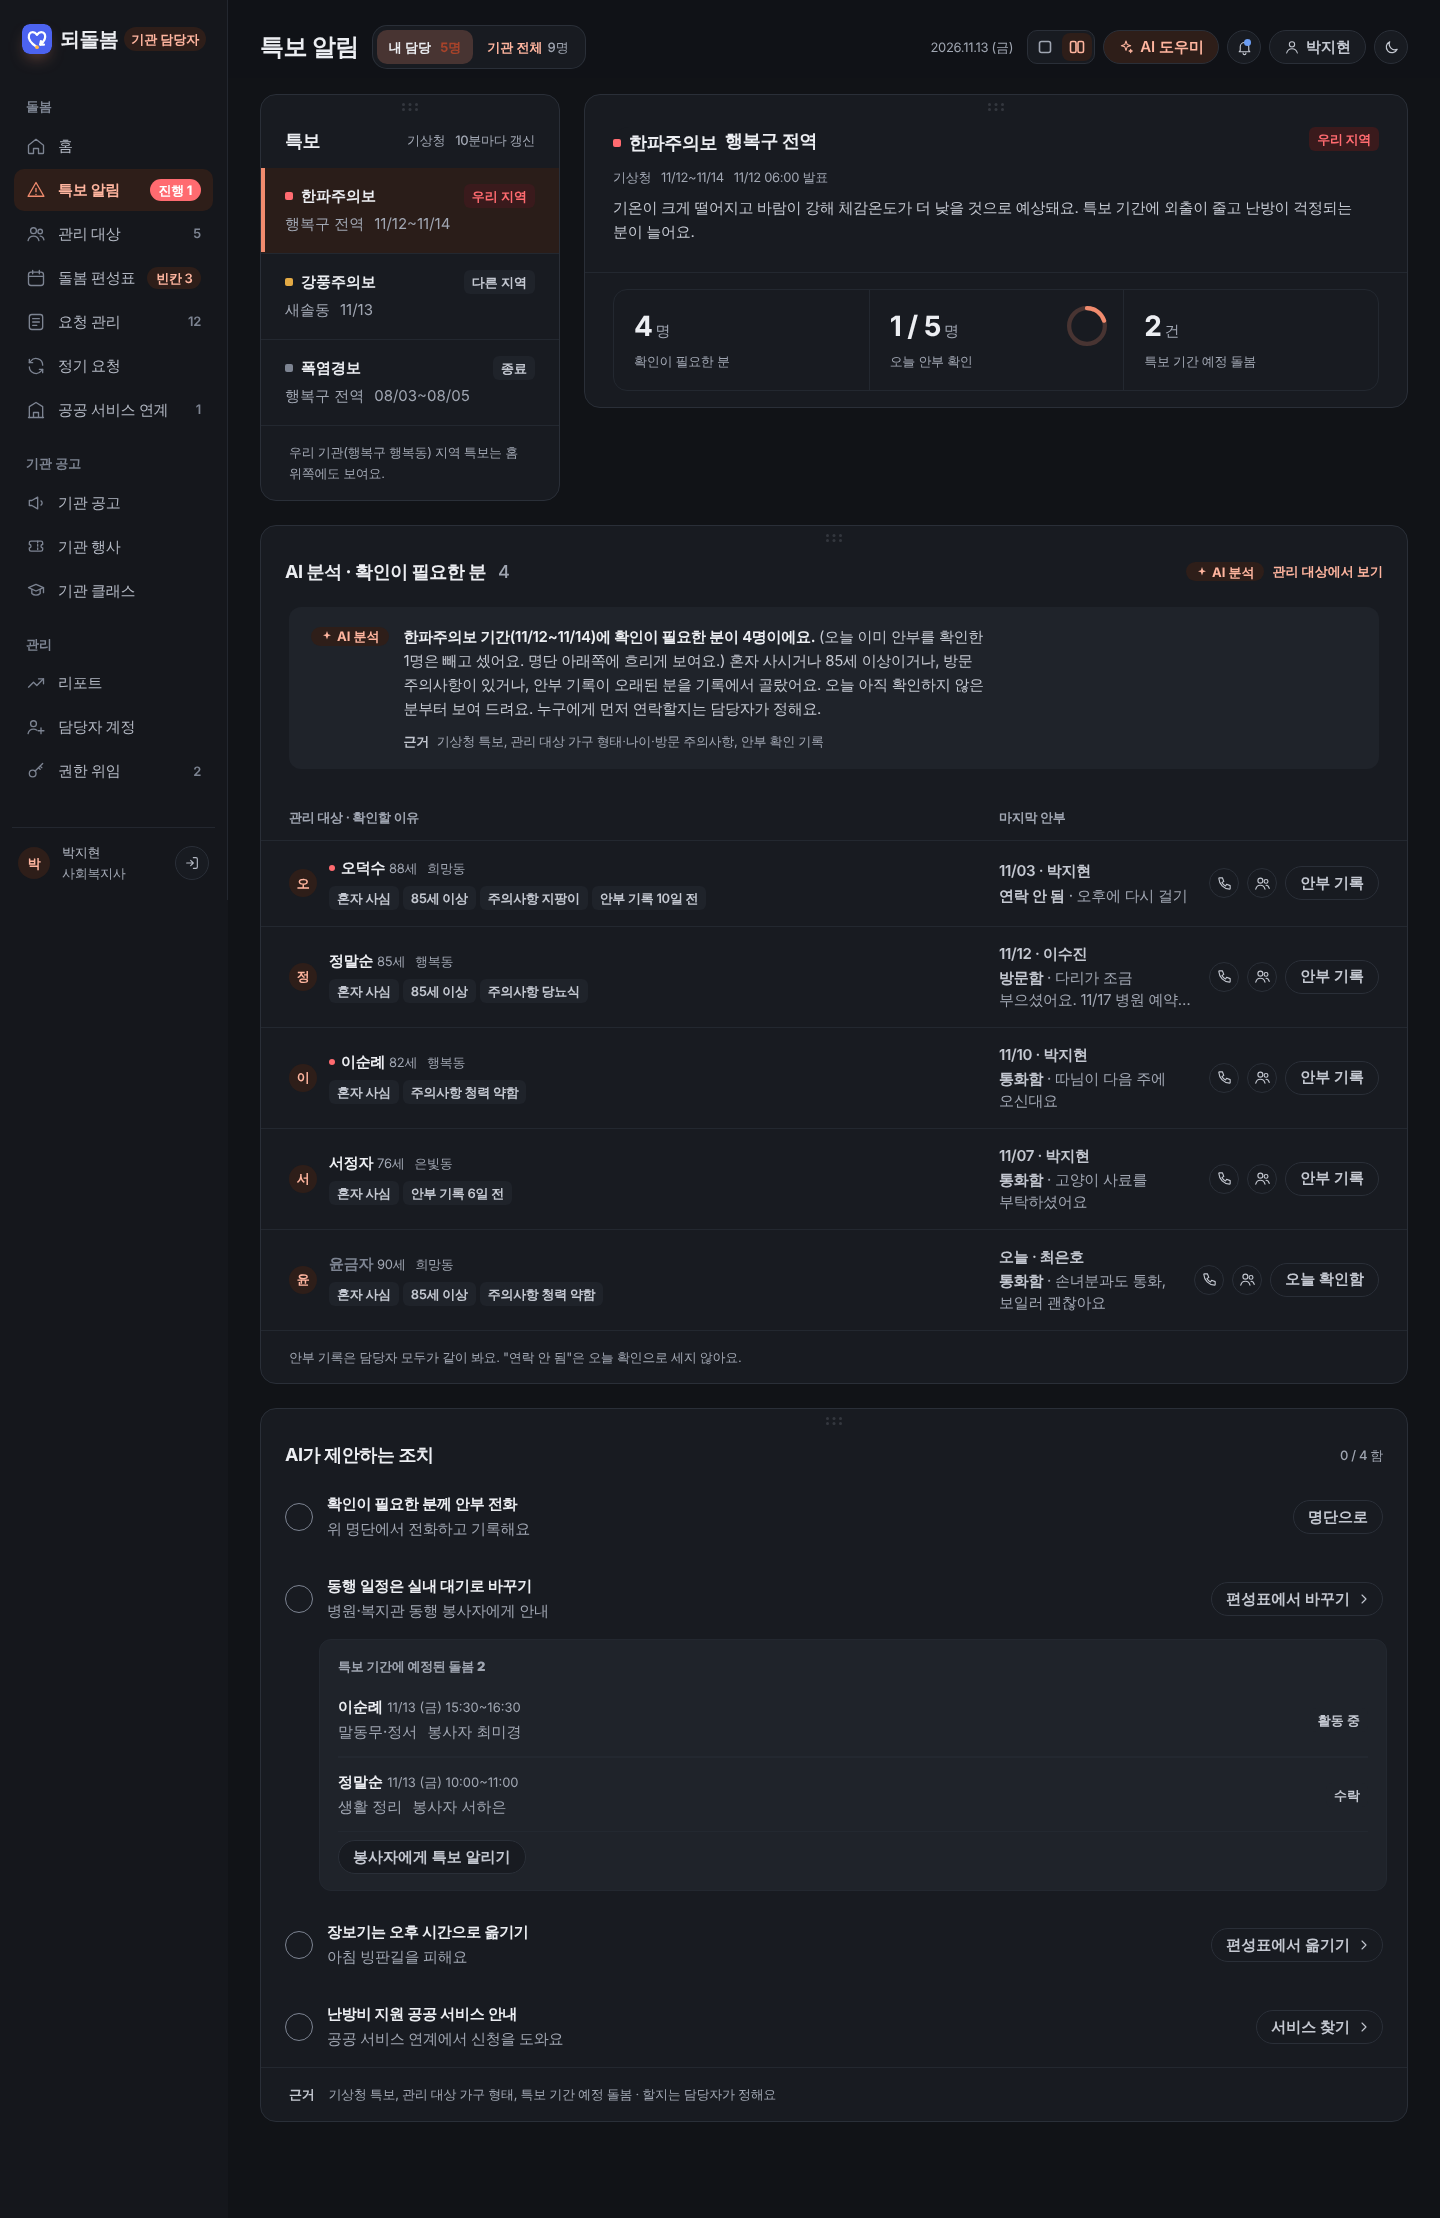 되돌봄 기관 담당자
돌봄
홈
특보 알림 진행 1
관리 대상 5
돌봄 편성표 빈칸 3
요청 관리 12
정기 요청
공공 서비스 연계 1
기관 공고
기관 공고
기관 행사
기관 클래스
관리
리포트
담당자 계정
권한 위임 2
박 박지현
사회복지사
특보 알림 내 담당 5명 기관 전체 9명
2026.11.13 (금) AI 도우미 박지현
특보 기상청 10분마다 갱신
한파주의보 우리 지역
행복구 전역 11/12~11/14
강풍주의보 다른 지역
새솔동 11/13
폭염경보 종료
행복구 전역 08/03~08/05
우리 기관(행복구 행복동) 지역 특보는 홈
위쪽에도 보여요.
한파주의보 행복구 전역 우리 지역
기상청 11/12~11/14 11/12 06:00 발표
기온이 크게 떨어지고 바람이 강해 체감온도가 더 낮을 것으로 예상돼요. 특보 기간에 외출이 줄고 난방이 걱정되는
분이 늘어요.
4명
확인이 필요한 분
1 / 5명
오늘 안부 확인
2건
특보 기간 예정 돌봄
AI 분석 · 확인이 필요한 분 4 AI 분석 관리 대상에서 보기
AI 분석 한파주의보 기간(11/12~11/14)에 확인이 필요한 분이 4명이에요. (오늘 이미 안부를 확인한
1명은 빼고 셌어요. 명단 아래쪽에 흐리게 보여요.) 혼자 사시거나 85세 이상이거나, 방문
주의사항이 있거나, 안부 기록이 오래된 분을 기록에서 골랐어요. 오늘 아직 확인하지 않은
분부터 보여 드려요. 누구에게 먼저 연락할지는 담당자가 정해요.
근거 기상청 특보, 관리 대상 가구 형태·나이·방문 주의사항, 안부 확인 기록
관리 대상 · 확인할 이유 마지막 안부
오 오덕수 88세 희망동
혼자 사심 85세 이상 주의사항 지팡이 안부 기록 10일 전
11/03 · 박지현
연락 안 됨 · 오후에 다시 걸기
안부 기록
정 정말순 85세 행복동
혼자 사심 85세 이상 주의사항 당뇨식
11/12 · 이수진
방문함 · 다리가 조금
부으셨어요. 11/17 병원 예약...
안부 기록
이 이순례 82세 행복동
혼자 사심 주의사항 청력 약함
11/10 · 박지현
통화함 · 따님이 다음 주에
오신대요
안부 기록
서 서정자 76세 은빛동
혼자 사심 안부 기록 6일 전
11/07 · 박지현
통화함 · 고양이 사료를
부탁하셨어요
안부 기록
윤 윤금자 90세 희망동
혼자 사심 85세 이상 주의사항 청력 약함
오늘 · 최은호
통화함 · 손녀분과도 통화,
보일러 괜찮아요
오늘 확인함
안부 기록은 담당자 모두가 같이 봐요. "연락 안 됨"은 오늘 확인으로 세지 않아요.
AI가 제안하는 조치 0 / 4 함
확인이 필요한 분께 안부 전화
위 명단에서 전화하고 기록해요
명단으로
동행 일정은 실내 대기로 바꾸기
병원·복지관 동행 봉사자에게 안내
편성표에서 바꾸기
특보 기간에 예정된 돌봄 2
이순례 11/13 (금) 15:30~16:30
말동무·정서 봉사자 최미경
활동 중
정말순 11/13 (금) 10:00~11:00
생활 정리 봉사자 서하은
수락
봉사자에게 특보 알리기
장보기는 오후 시간으로 옮기기
아침 빙판길을 피해요
편성표에서 옮기기
난방비 지원 공공 서비스 안내
공공 서비스 연계에서 신청을 도와요
서비스 찾기
근거 기상청 특보, 관리 대상 가구 형태, 특보 기간 예정 돌봄 · 할지는 담당자가 정해요